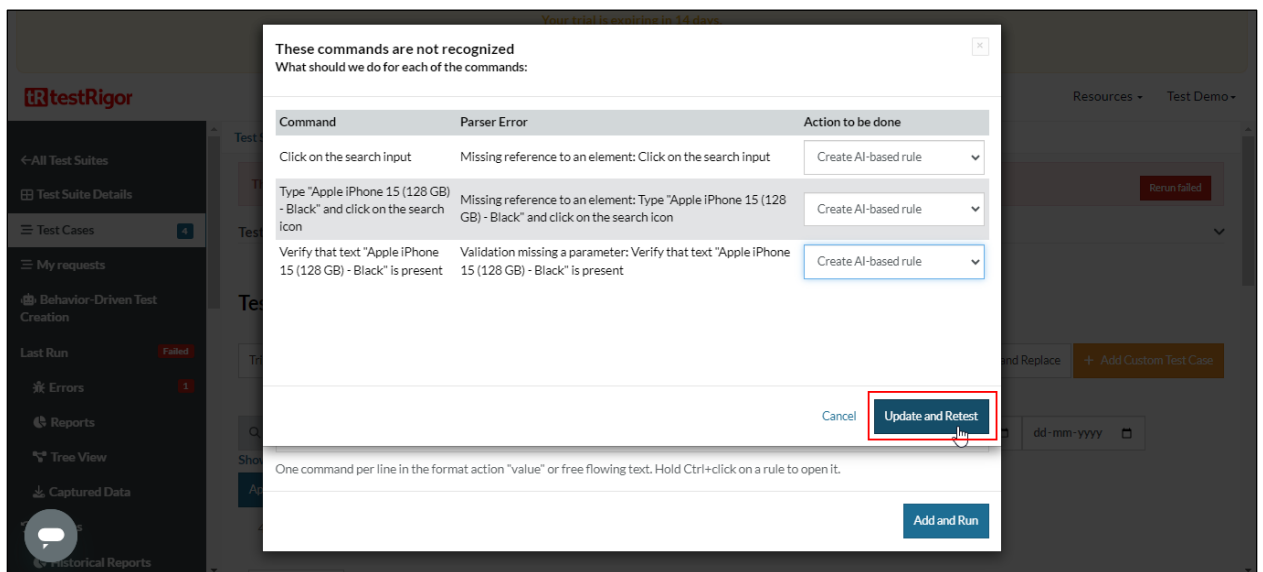 Your trial is expiring in 14 days.
These commands are not recognized
What should we do for each of the commands:
×
tR testRigor
Resources
Test Demo
Command Parser Error Action to be done
Click on the search input Missing reference to an element: Click on the search input Create AI-based rule
Type "Apple iPhone 15 (128 GB)
- Black" and click on the search
icon
Missing reference to an element: Type "Apple iPhone 15 (128
GB) - Black" and click on the search icon
Create AI-based rule
Verify that text "Apple iPhone
15 (128 GB) - Black" is present
Validation missing a parameter: Verify that text "Apple iPhone
15 (128 GB) - Black" is present
Create AI-based rule
Cancel
Update and Retest
One command per line in the format action "value" or free flowing text. Hold Ctrl+click on a rule to open it.
Add and Run
←All Test Suites
Test Suite Details
Test Cases 4
My requests
Behavior-Driven Test
Creation
Last Run Failed
Errors 1
Reports
Tree View
Captured Data
Historical Reports
Rerun failed
and Replace
+ Add Custom Test Case
dd-mm-yyyy